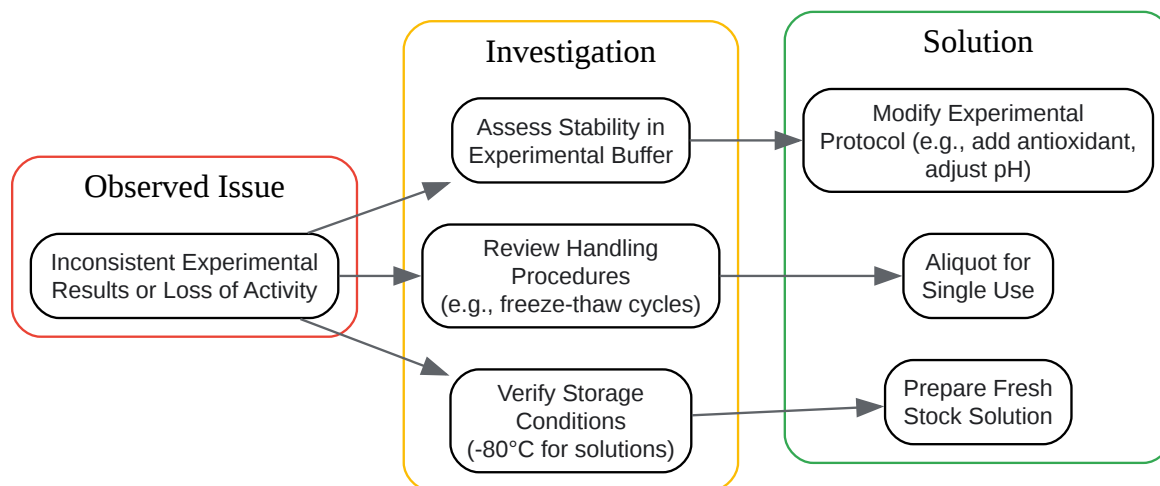 Observed Issue
Inconsistent Experimental
Results or Loss of Activity
Investigation
Assess Stability in
Experimental Buffer
Review Handling
Procedures
(e.g., freeze-thaw cycles)
Verify Storage
Conditions
(-80°C for solutions)
Solution
Modify Experimental
Protocol (e.g., add antioxidant,
adjust pH)
Aliquot for
Single Use
Prepare Fresh
Stock Solution